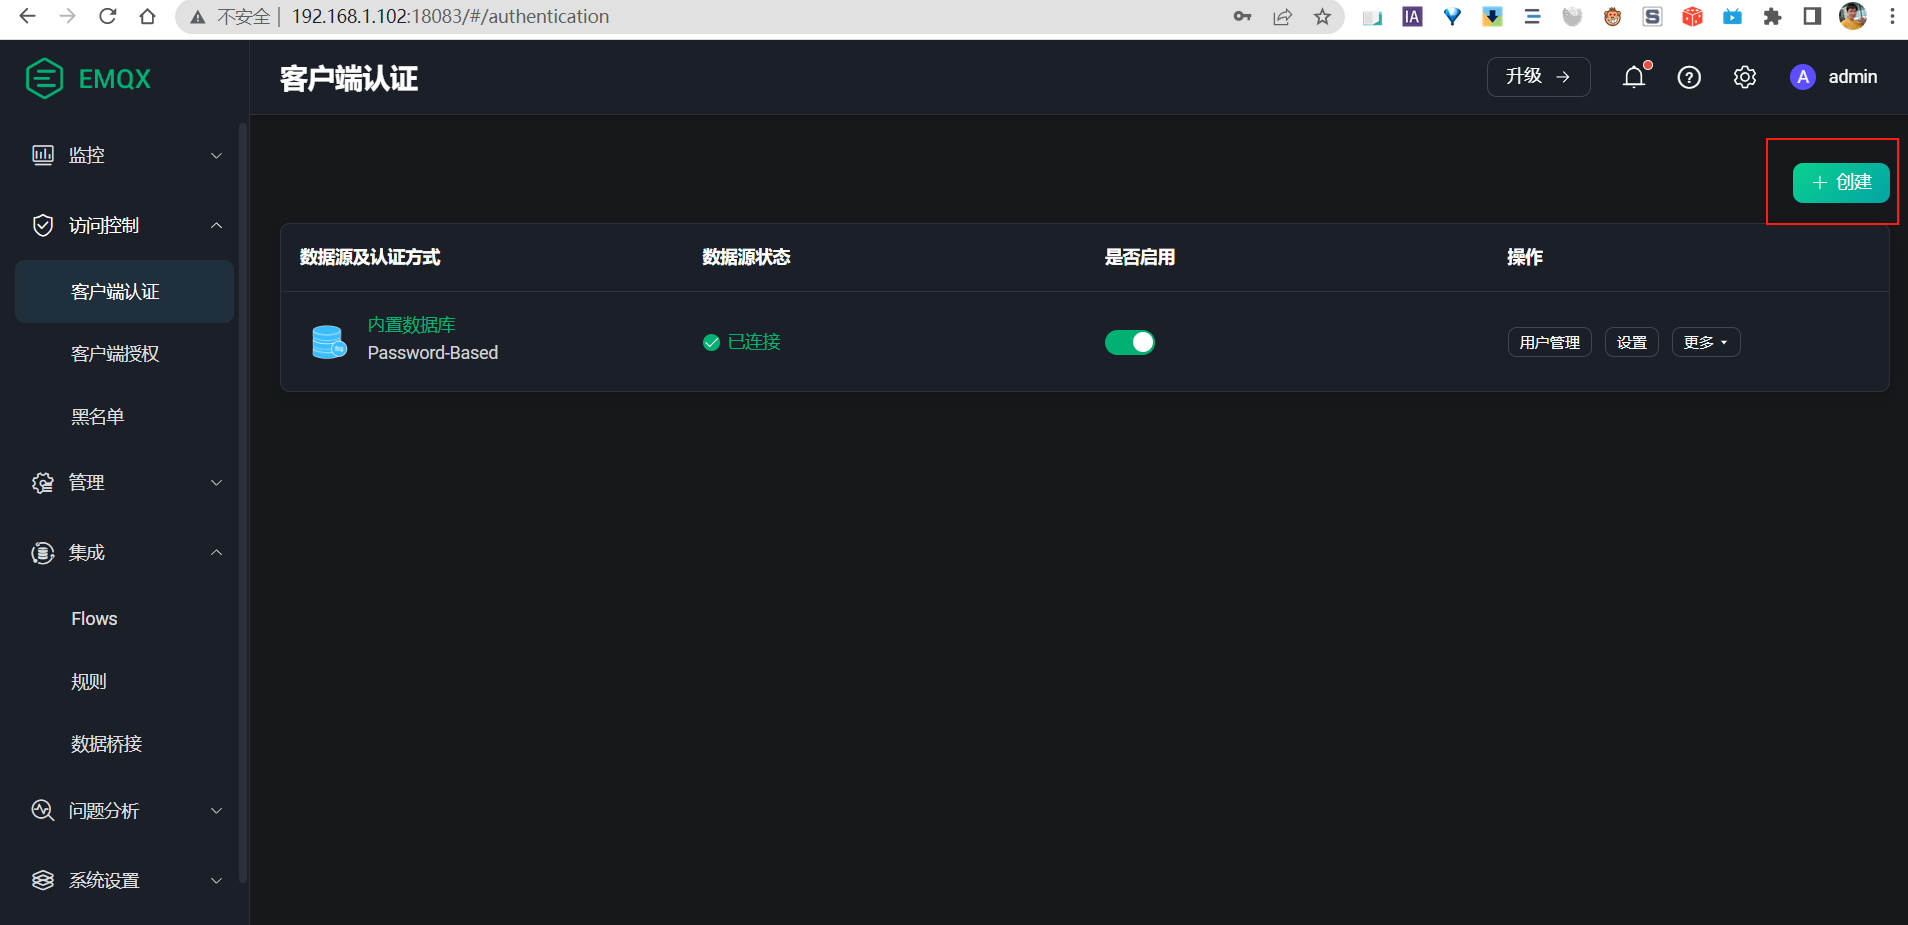 不安全 192.168.1.102:18083/#/authentication
IA
S
EMQX
客户端认证
升级
A admin
监控
访问控制
客户端认证
客户端授权
黑名单
管理
集成
Flows
规则
数据桥接
问题分析
系统设置
创建
数据源及认证方式 数据源状态 是否启用 操作
内置数据库
Password-Based
已连接
用户管理 设置 更多